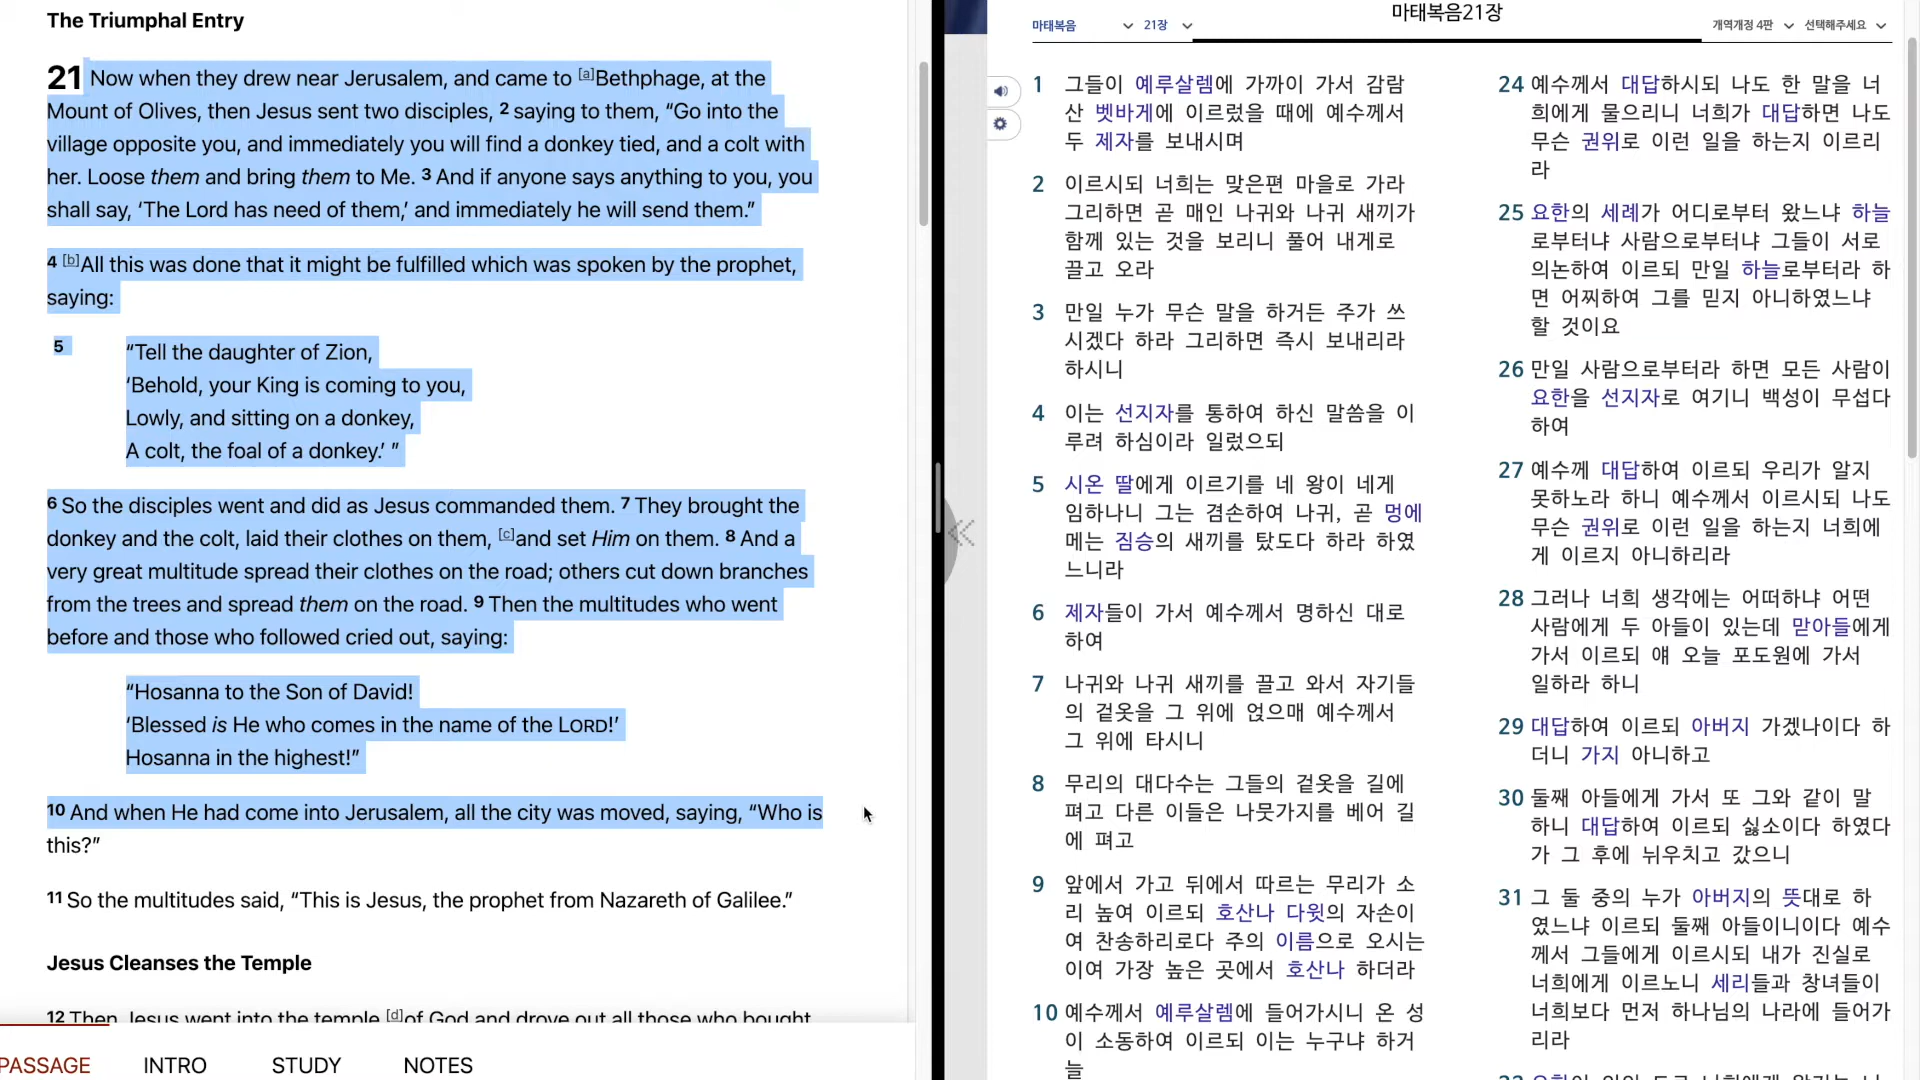 The Triumphal Entry
21 Now when they drew near Jerusalem, and came to [a]Bethphage, at the
Mount of Olives, then Jesus sent two disciples, 2 saying to them, “Go into the
village opposite you, and immediately you will find a donkey tied, and a colt with
her. Loose them and bring them to Me. 3 And if anyone says anything to you, you
shall say, ‘The Lord has need of them,’ and immediately he will send them.”
4 [b]All this was done that it might be fulfilled which was spoken by the prophet,
saying:
5 “Tell the daughter of Zion,
‘Behold, your King is coming to you,
Lowly, and sitting on a donkey,
A colt, the foal of a donkey.’ ”
6 So the disciples went and did as Jesus commanded them. 7 They brought the
donkey and the colt, laid their clothes on them, [c]and set Him on them. 8 And a
very great multitude spread their clothes on the road; others cut down branches
from the trees and spread them on the road. 9 Then the multitudes who went
before and those who followed cried out, saying:
“Hosanna to the Son of David!
‘Blessed is He who comes in the name of the LORD!’
Hosanna in the highest!”
10 And when He had come into Jerusalem, all the city was moved, saying, “Who is
this?”
11 So the multitudes said, “This is Jesus, the prophet from Nazareth of Galilee.”
Jesus Cleanses the Temple
12 Then Jesus went into the temple [d]of God and drove out all those who bought
PASSAGE INTRO STUDY NOTES
마태복음 21장 마태복음21장 개역개정 4판 선택해주세요
1 그들이 예루살렘에 가까이 가서 감람
산 벳바게에 이르렀을 때에 예수께서
두 제자를 보내시며
2 이르시되 너희는 맞은편 마을로 가라
그리하면 곧 매인 나귀와 나귀 새끼가
함께 있는 것을 보리니 풀어 내게로
끌고 오라
3 만일 누가 무슨 말을 하거든 주가 쓰
시겠다 하라 그리하면 즉시 보내리라
하시니
4 이는 선지자를 통하여 하신 말씀을 이
루려 하심이라 일렀으되
5 시온 딸에게 이르기를 네 왕이 네게
임하나니 그는 겸손하여 나귀, 곧 멍에
메는 짐승의 새끼를 탔도다 하라 하였
느니라
6 제자들이 가서 예수께서 명하신 대로
하여
7 나귀와 나귀 새끼를 끌고 와서 자기들
의 겉옷을 그 위에 얹으매 예수께서
그 위에 타시니
8 무리의 대다수는 그들의 겉옷을 길에
펴고 다른 이들은 나뭇가지를 베어 길
에 펴고
9 앞에서 가고 뒤에서 따르는 무리가 소
리 높여 이르되 호산나 다윗의 자손이
여 찬송하리로다 주의 이름으로 오시는
이여 가장 높은 곳에서 호산나 하더라
10 예수께서 예루살렘에 들어가시니 온 성
이 소동하여 이르되 이는 누구냐 하거
늘
24 예수께서 대답하시되 나도 한 말을 너
희에게 물으리니 너희가 대답하면 나도
무슨 권위로 이런 일을 하는지 이르리
라
25 요한의 세례가 어디로부터 왔느냐 하늘
로부터냐 사람으로부터냐 그들이 서로
의논하여 이르되 만일 하늘로부터라 하
면 어찌하여 그를 믿지 아니하였느냐
할 것이요
26 만일 사람으로부터라 하면 모든 사람이
요한을 선지자로 여기니 백성이 무섭다
하여
27 예수께 대답하여 이르되 우리가 알지
못하노라 하니 예수께서 이르시되 나도
무슨 권위로 이런 일을 하는지 너희에
게 이르지 아니하리라
28 그러나 너희 생각에는 어떠하냐 어떤
사람에게 두 아들이 있는데 맏아들에게
가서 이르되 얘 오늘 포도원에 가서
일하라 하니
29 대답하여 이르되 아버지 가겠나이다 하
더니 가지 아니하고
30 둘째 아들에게 가서 또 그와 같이 말
하니 대답하여 이르되 싫소이다 하였다
가 그 후에 뉘우치고 갔으니
31 그 둘 중의 누가 아버지의 뜻대로 하
였느냐 이르되 둘째 아들이니이다 예수
께서 그들에게 이르시되 내가 진실로
너희에게 이르노니 세리들과 창녀들이
너희보다 먼저 하나님의 나라에 들어가
리라